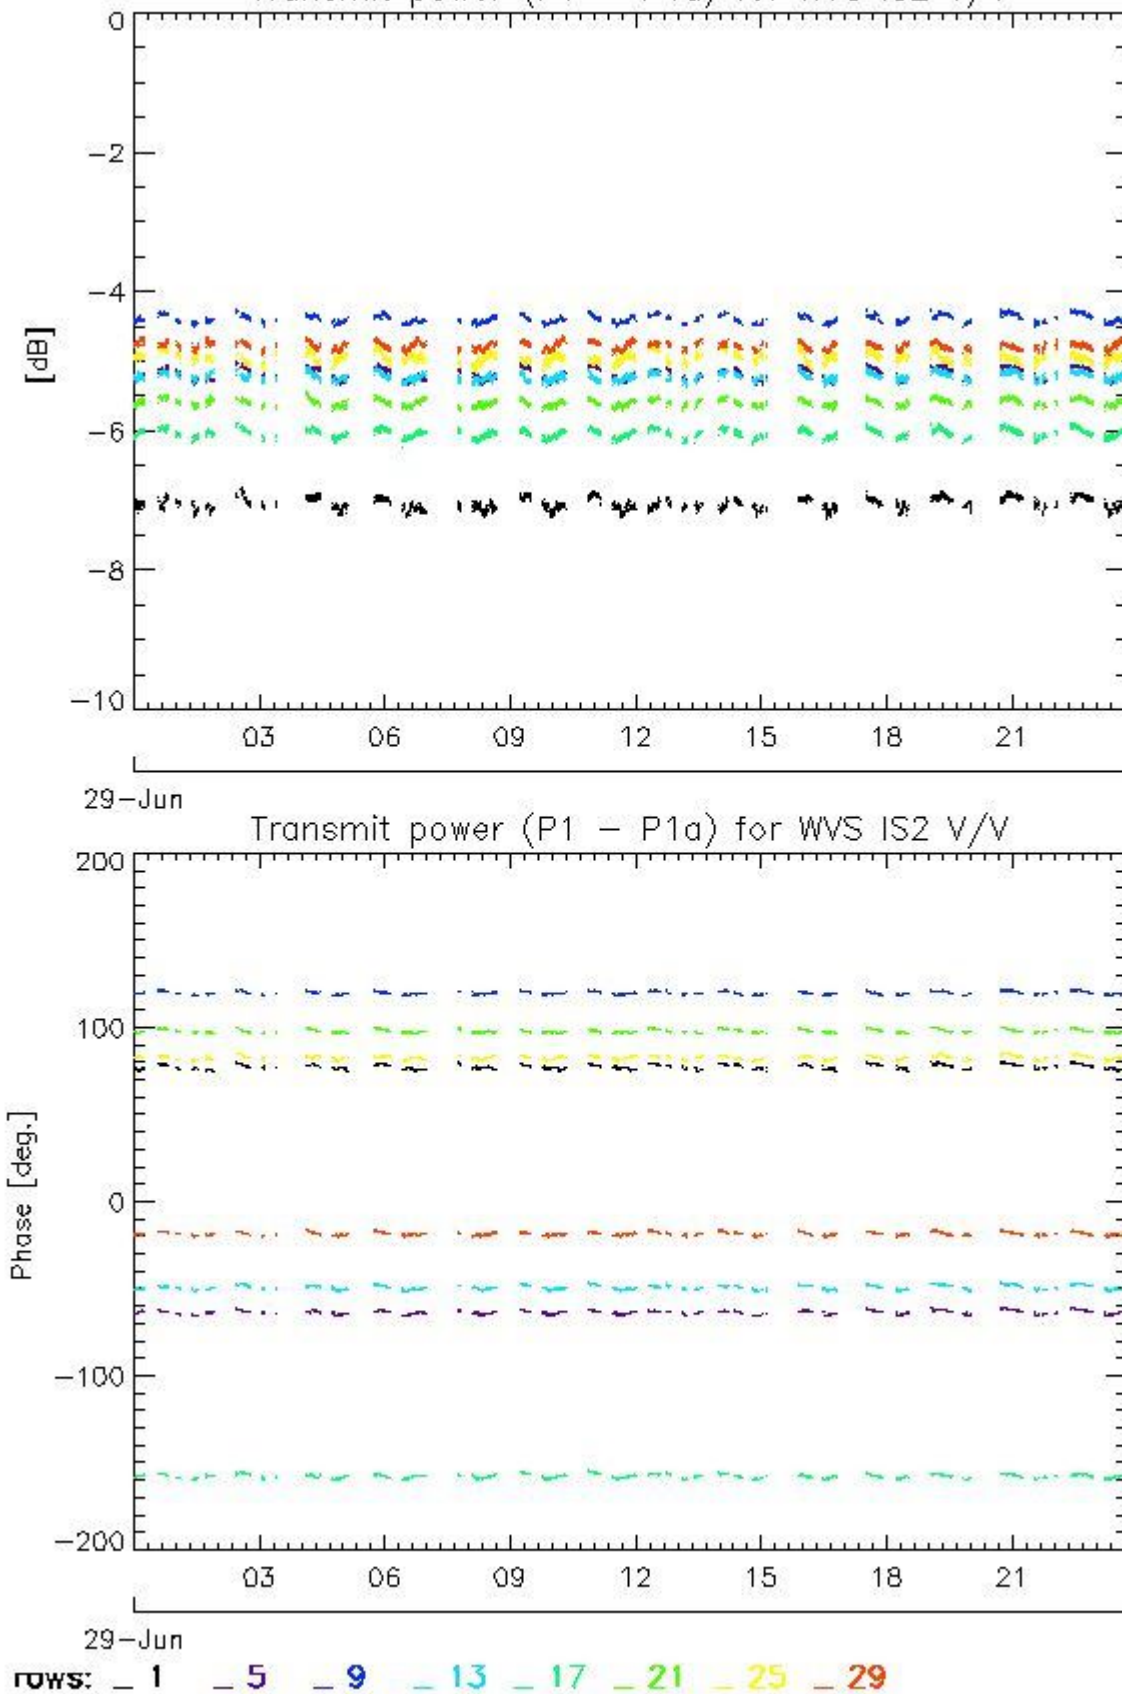 0
-2
-4
[dB]
-6
-8
-10
03 06 09 12 15 18 21
29-Jun
Transmit power (P1 - P1a) for WVS IS2 V/V
200
100
0
Phase [deg.]
-100
-200
03 06 09 12 15 18 21
29-Jun
rows: _ 1 _ 5 _ 9 _ 13 _ 17 _ 21 _ 25 _ 29